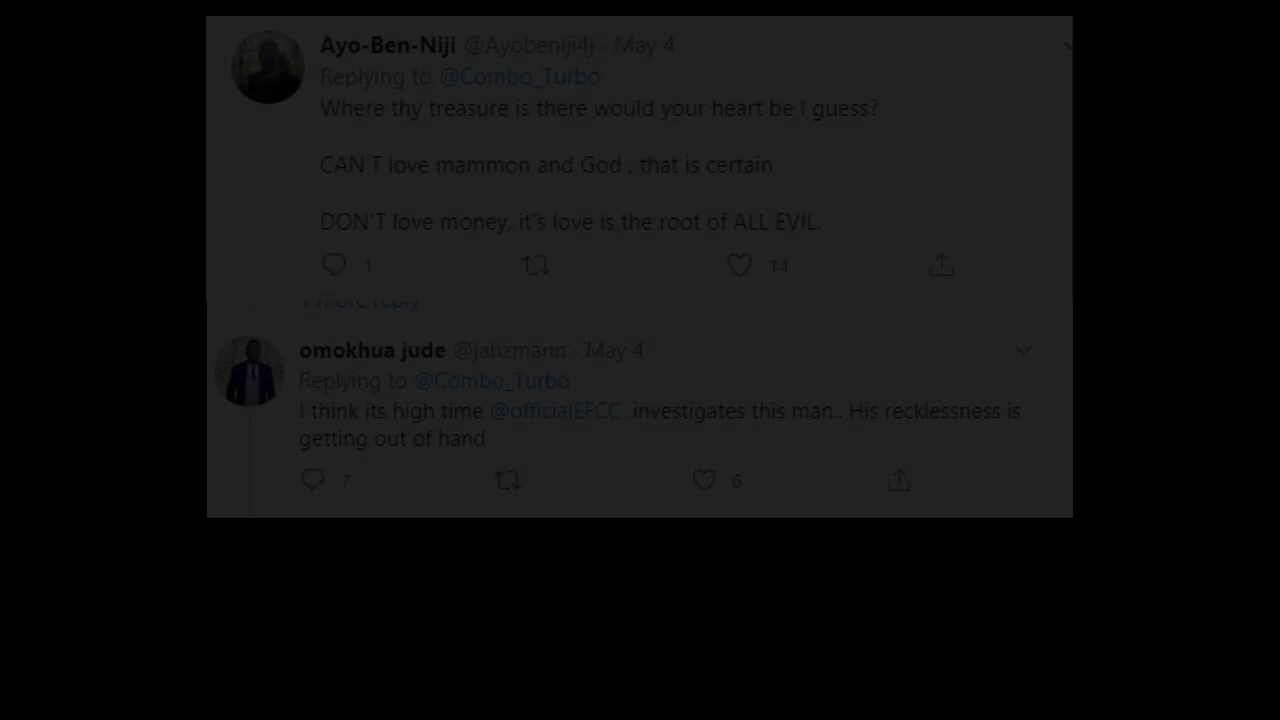 Ayo-Ben-Niji @Ayobeniji4j · May 4
Replying to @Combo_Turbo
Where thy treasure is there would your heart be I guess?
CAN'T love mammon and God , that is certain
DON'T love money, it's love is the root of ALL EVIL.
1 14
1 more reply
omokhua jude @jahzmann · May 4
Replying to @Combo_Turbo
I think its high time @officialEFCC investigates this man.. His recklessness is
getting out of hand
7 6